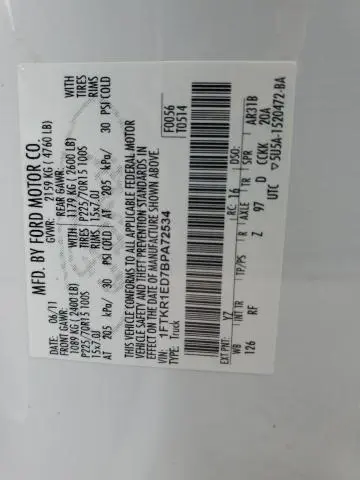 MFD. BY FORD MOTOR CO.
DATE: 06/11 GVWR: 2159 KG ( 4760 LB)
FRONT GAWR: REAR GAWR:
1089 KG ( 2400 LB) 1179 KG ( 2600 LB) WITH
P225/70R15 100S P225/70R15 100S TIRES
15x7.0J 15x7.0J RIMS
AT 205 kPa/ 30 PSI COLD AT 205 kPa/ 30 PSI COLD
THIS VEHICLE CONFORMS TO ALL APPLICABLE FEDERAL MOTOR
VEHICLE SAFETY AND THEFT PREVENTION STANDARDS IN
EFFECT ON THE DATE OF MANUFACTURE SHOWN ABOVE.
VIN: 1FTKR1ED7BPA72534 F0056
TYPE: Truck T0514
EXT PNT: YZ RC: 16 DSO:
WB INT TR TP/PS R AXLE TR SPR AR31B
126 RF Z 97 D CCKK 20A
UTC 5U5A-1520472-BA